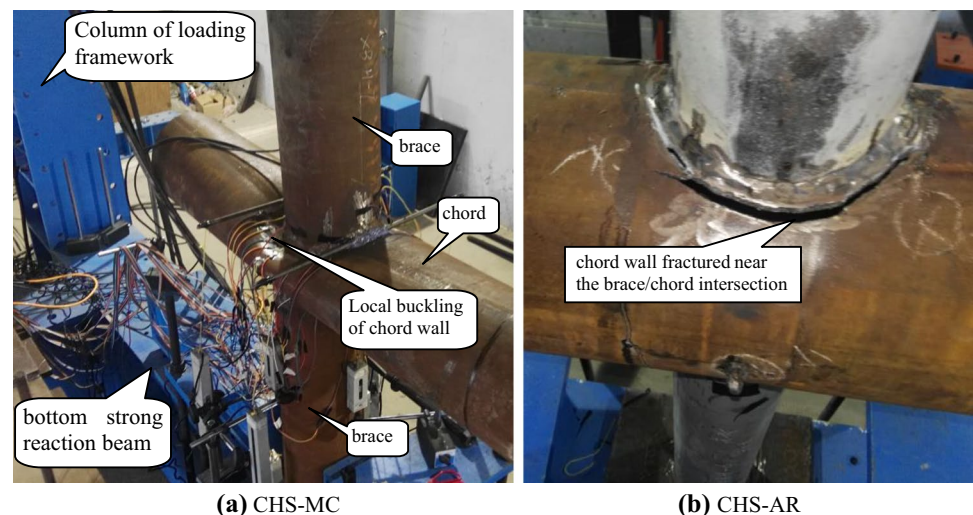 Column of loading
framework
brace
chord
Local buckling
of chord wall
bottom strong
reaction beam
brace
chord wall fractured near
the brace/chord intersection
(a) CHS-MC
(b) CHS-AR